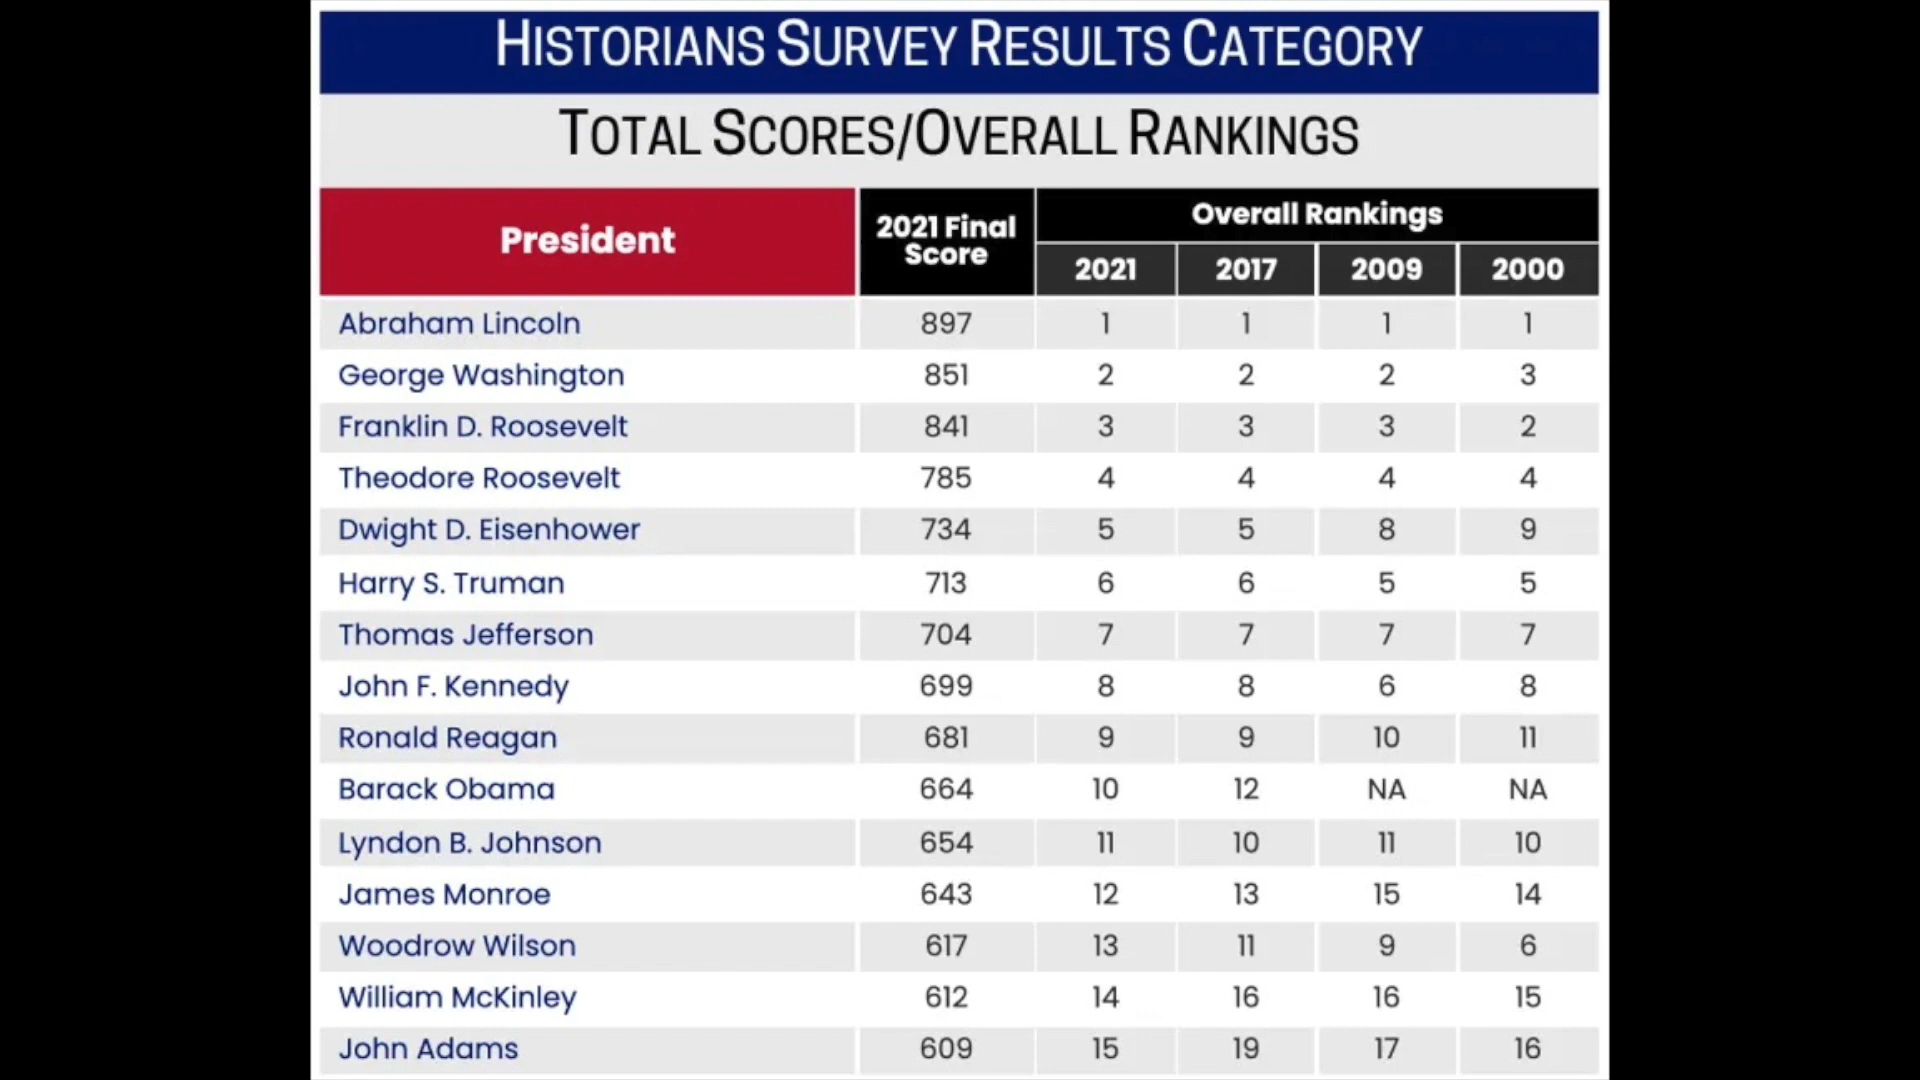 HISTORIANS SURVEY RESULTS CATEGORY
TOTAL SCORES/OVERALL RANKINGS
President 2021 Final Score Overall Rankings
2021 2017 2009 2000
Abraham Lincoln 897 1 1 1 1
George Washington 851 2 2 2 3
Franklin D. Roosevelt 841 3 3 3 2
Theodore Roosevelt 785 4 4 4 4
Dwight D. Eisenhower 734 5 5 8 9
Harry S. Truman 713 6 6 5 5
Thomas Jefferson 704 7 7 7 7
John F. Kennedy 699 8 8 6 8
Ronald Reagan 681 9 9 10 11
Barack Obama 664 10 12 NA NA
Lyndon B. Johnson 654 11 10 11 10
James Monroe 643 12 13 15 14
Woodrow Wilson 617 13 11 9 6
William McKinley 612 14 16 16 15
John Adams 609 15 19 17 16